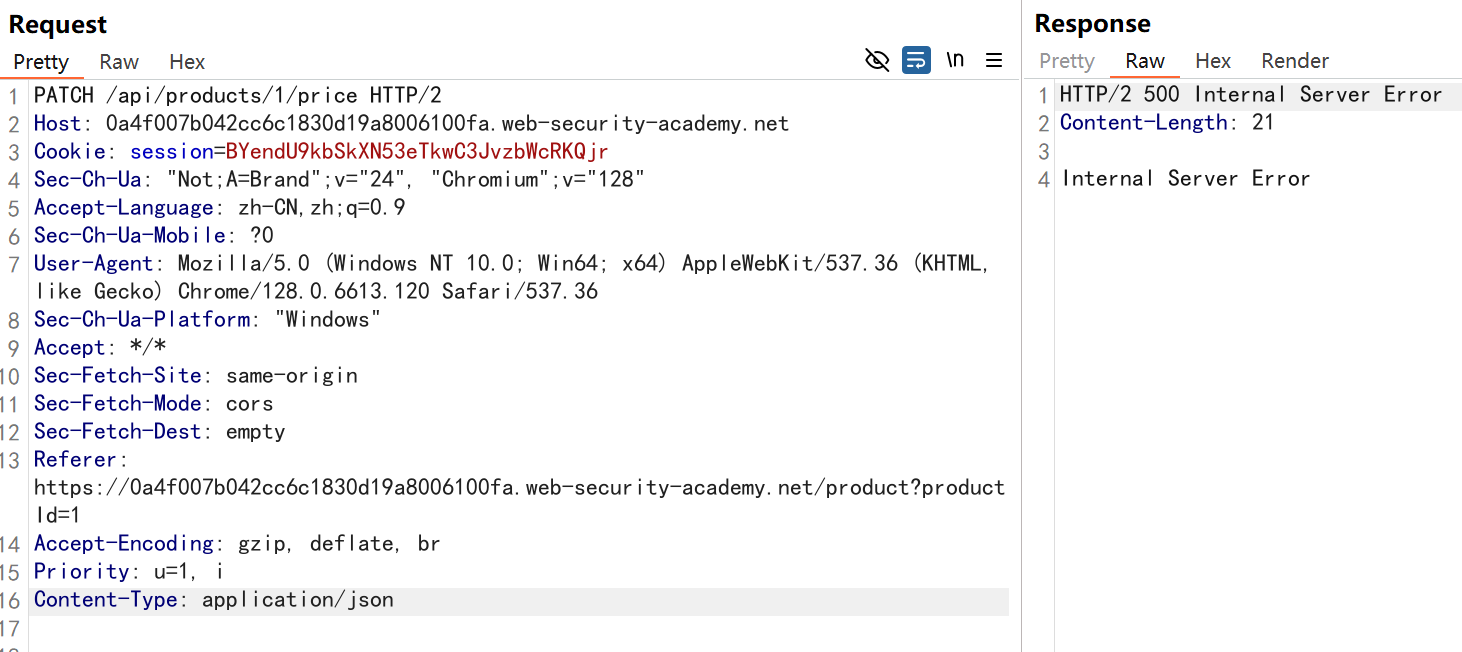 Request
Pretty Raw Hex
\n
1 PATCH /api/products/1/price HTTP/2
2 Host: 0a4f007b042cc6c1830d19a8006100fa.web-security-academy.net
3 Cookie: session=BYendU9kbSkXN53eTkwC3JvzbWcRKQjr
4 Sec-Ch-Ua: "Not;A=Brand";v="24", "Chromium";v="128"
5 Accept-Language: zh-CN,zh;q=0.9
6 Sec-Ch-Ua-Mobile: ?0
7 User-Agent: Mozilla/5.0 (Windows NT 10.0; Win64; x64) AppleWebKit/537.36 (KHTML,
like Gecko) Chrome/128.0.6613.120 Safari/537.36
8 Sec-Ch-Ua-Platform: "Windows"
9 Accept: */*
10 Sec-Fetch-Site: same-origin
11 Sec-Fetch-Mode: cors
12 Sec-Fetch-Dest: empty
13 Referer:
https://0a4f007b042cc6c1830d19a8006100fa.web-security-academy.net/product?product
Id=1
14 Accept-Encoding: gzip, deflate, br
15 Priority: u=1, i
16 Content-Type: application/json
17
Response
Pretty Raw Hex Render
1 HTTP/2 500 Internal Server Error
2 Content-Length: 21
3
4 Internal Server Error